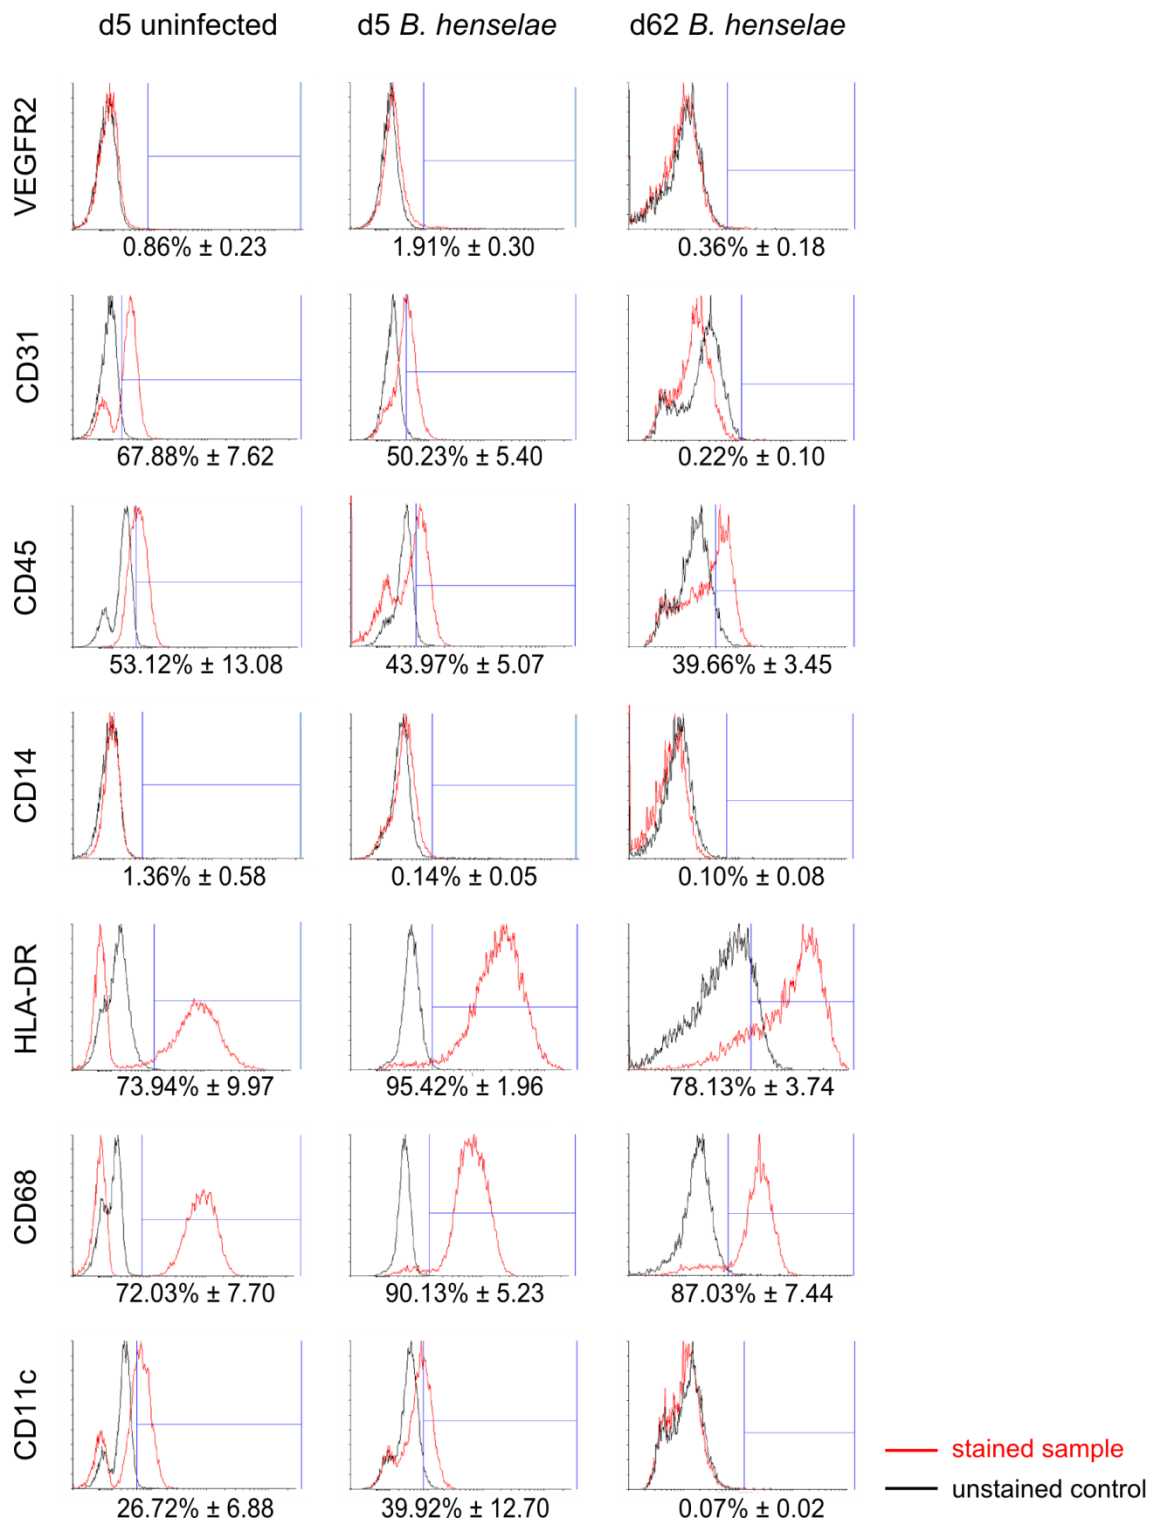 d5 uninfected d5 B. henselae d62 B. henselae
VEGFR2
0.86% ± 0.23 1.91% ± 0.30 0.36% ± 0.18
CD31
67.88% ± 7.62 50.23% ± 5.40 0.22% ± 0.10
CD45
53.12% ± 13.08 43.97% ± 5.07 39.66% ± 3.45
CD14
1.36% ± 0.58 0.14% ± 0.05 0.10% ± 0.08
HLA-DR
73.94% ± 9.97 95.42% ± 1.96 78.13% ± 3.74
CD68
72.03% ± 7.70 90.13% ± 5.23 87.03% ± 7.44
CD11c
26.72% ± 6.88 39.92% ± 12.70 0.07% ± 0.02
stained sample
unstained control